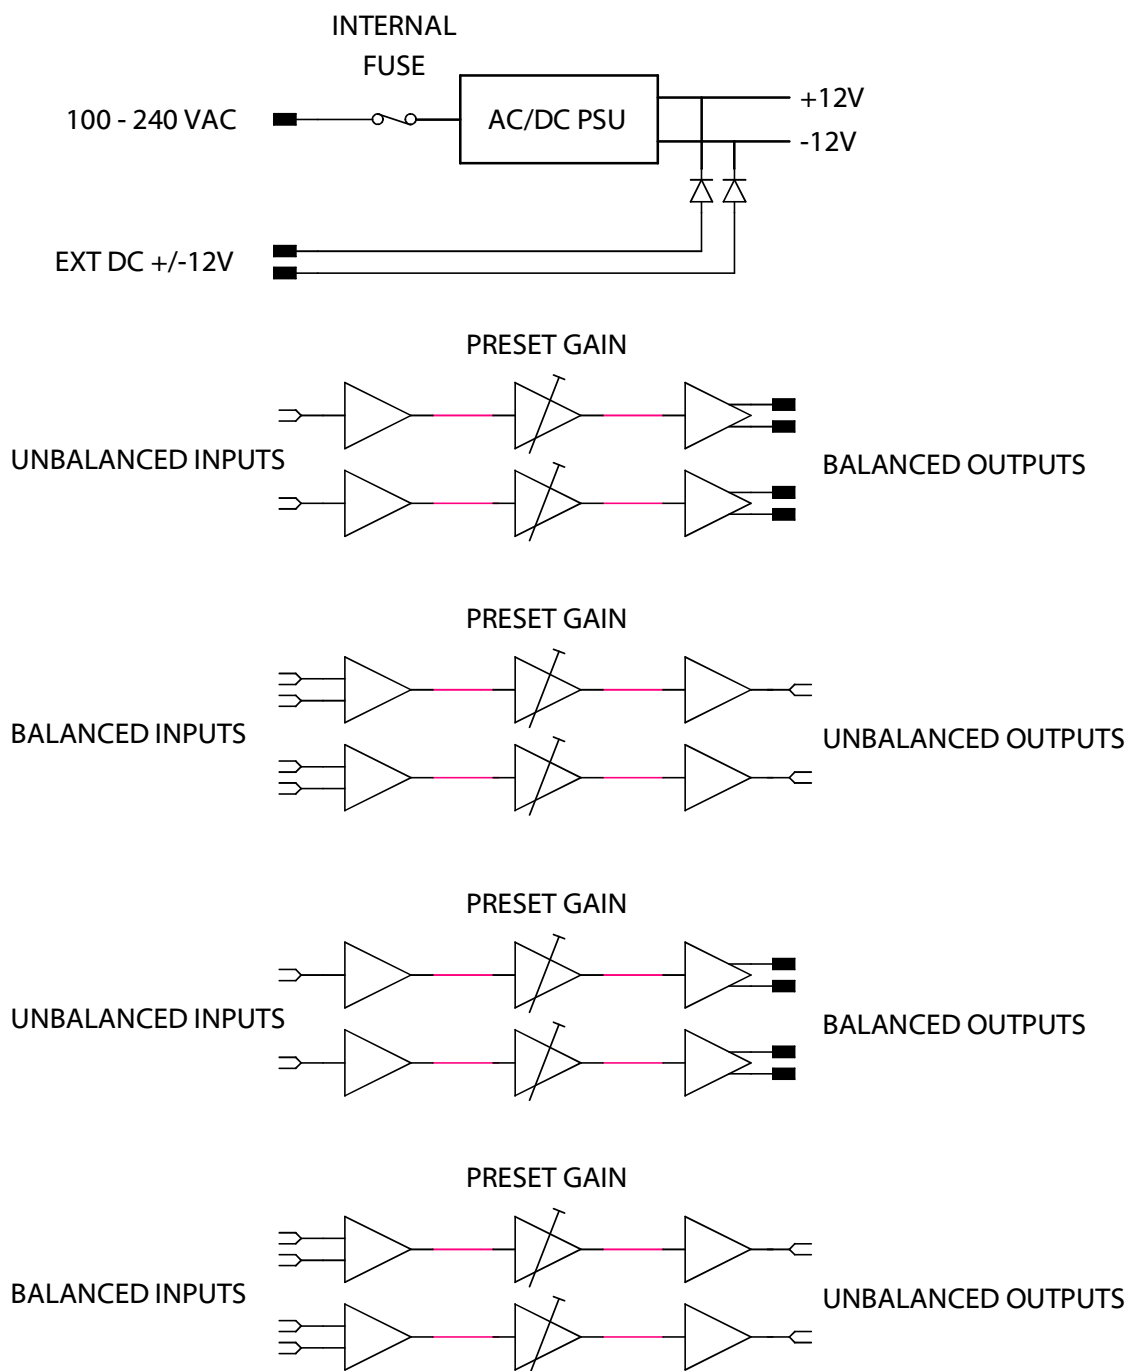 INTERNAL
FUSE
100 - 240 VAC
AC/DC PSU
+12V
-12V
EXT DC +/-12V
PRESET GAIN
UNBALANCED INPUTS
BALANCED OUTPUTS
PRESET GAIN
BALANCED INPUTS
UNBALANCED OUTPUTS
PRESET GAIN
UNBALANCED INPUTS
BALANCED OUTPUTS
PRESET GAIN
BALANCED INPUTS
UNBALANCED OUTPUTS